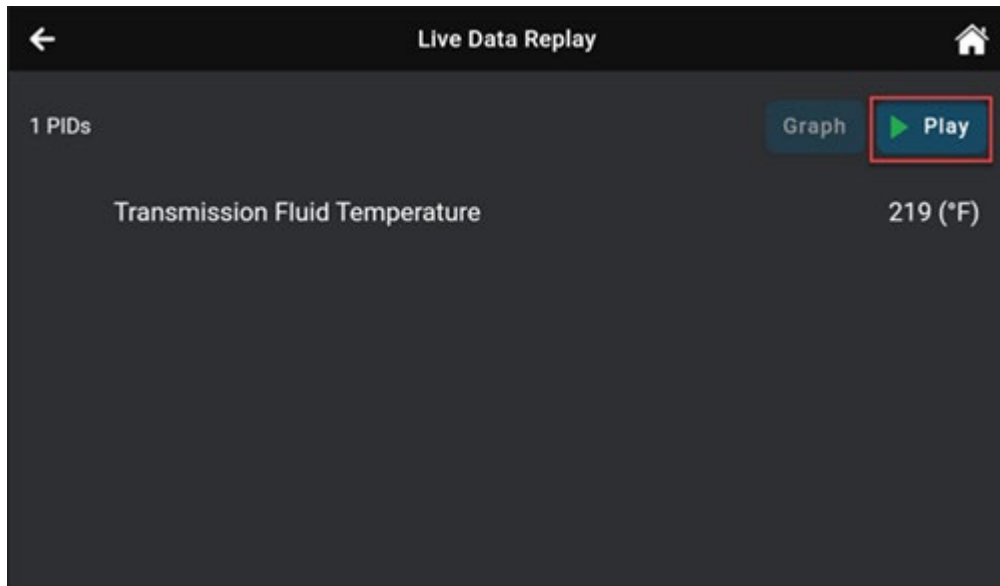 Live Data Replay
1 PIDs
Graph
Play
Transmission Fluid Temperature
219 (°F)